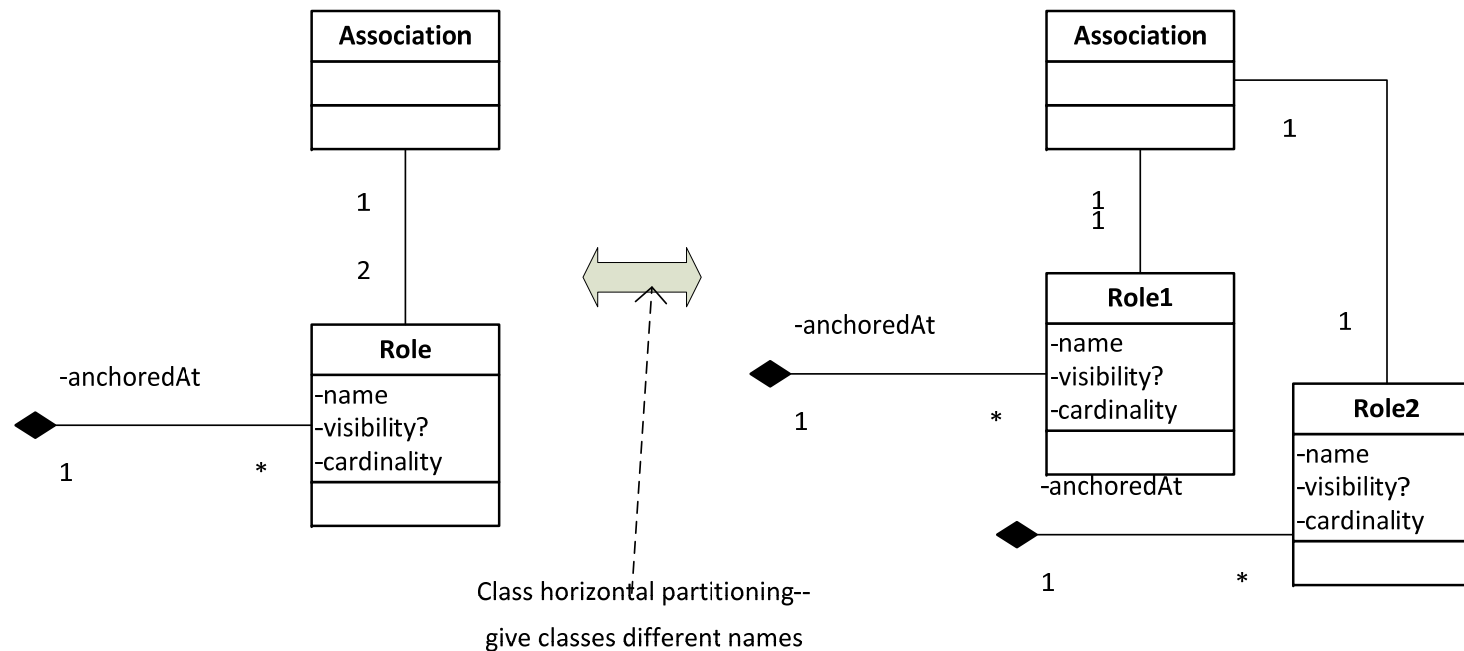 Association
1
2
-anchoredAt
Role
-name
-visibility?
-cardinality
1
*
Class horizontal partitioning--
give classes different names
Association
1
1
1
1
-anchoredAt
Role1
-name
-visibility?
-cardinality
1
*
-anchoredAt
Role2
-name
-visibility?
-cardinality
1
*